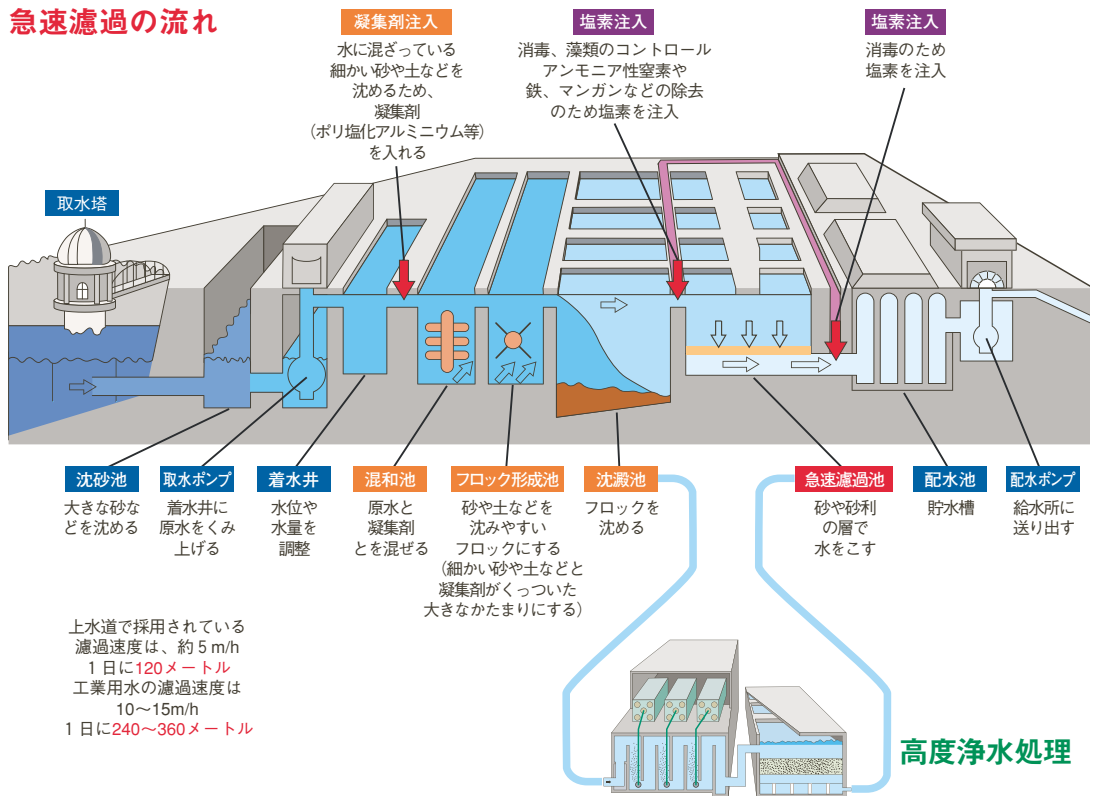 急速濾過の流れ
凝集剤注入
水に混ざっている
細かい砂や土などを
沈めるため、
凝集剤
（ポリ塩化アルミニウム等）
を入れる
塩素注入
消毒、藻類のコントロール
アンモニア性窒素や
鉄、マンガンなどの除去
のため塩素を注入
塩素注入
消毒のため
塩素を注入
取水塔
沈砂池
大きな砂な
どを沈める
取水ポンプ
着水井に
原水をくみ
上げる
着水井
水位や
水量を
調整
混和池
原水と
凝集剤
とを混ぜる
フロック形成池
砂や土などを
沈みやすい
フロックにする
（細かい砂や土などと
凝集剤がくっついた
大きなかたまりにする）
沈澱池
フロックを
沈める
急速濾過池
砂や砂利
の層で
水をこす
配水池
貯水槽
配水ポンプ
給水所に
送り出す
上水道で採用されている
濾過速度は、約５m/h
１日に120メートル
工業用水の濾過速度は
10〜15m/h
１日に240〜360メートル
高度浄水処理